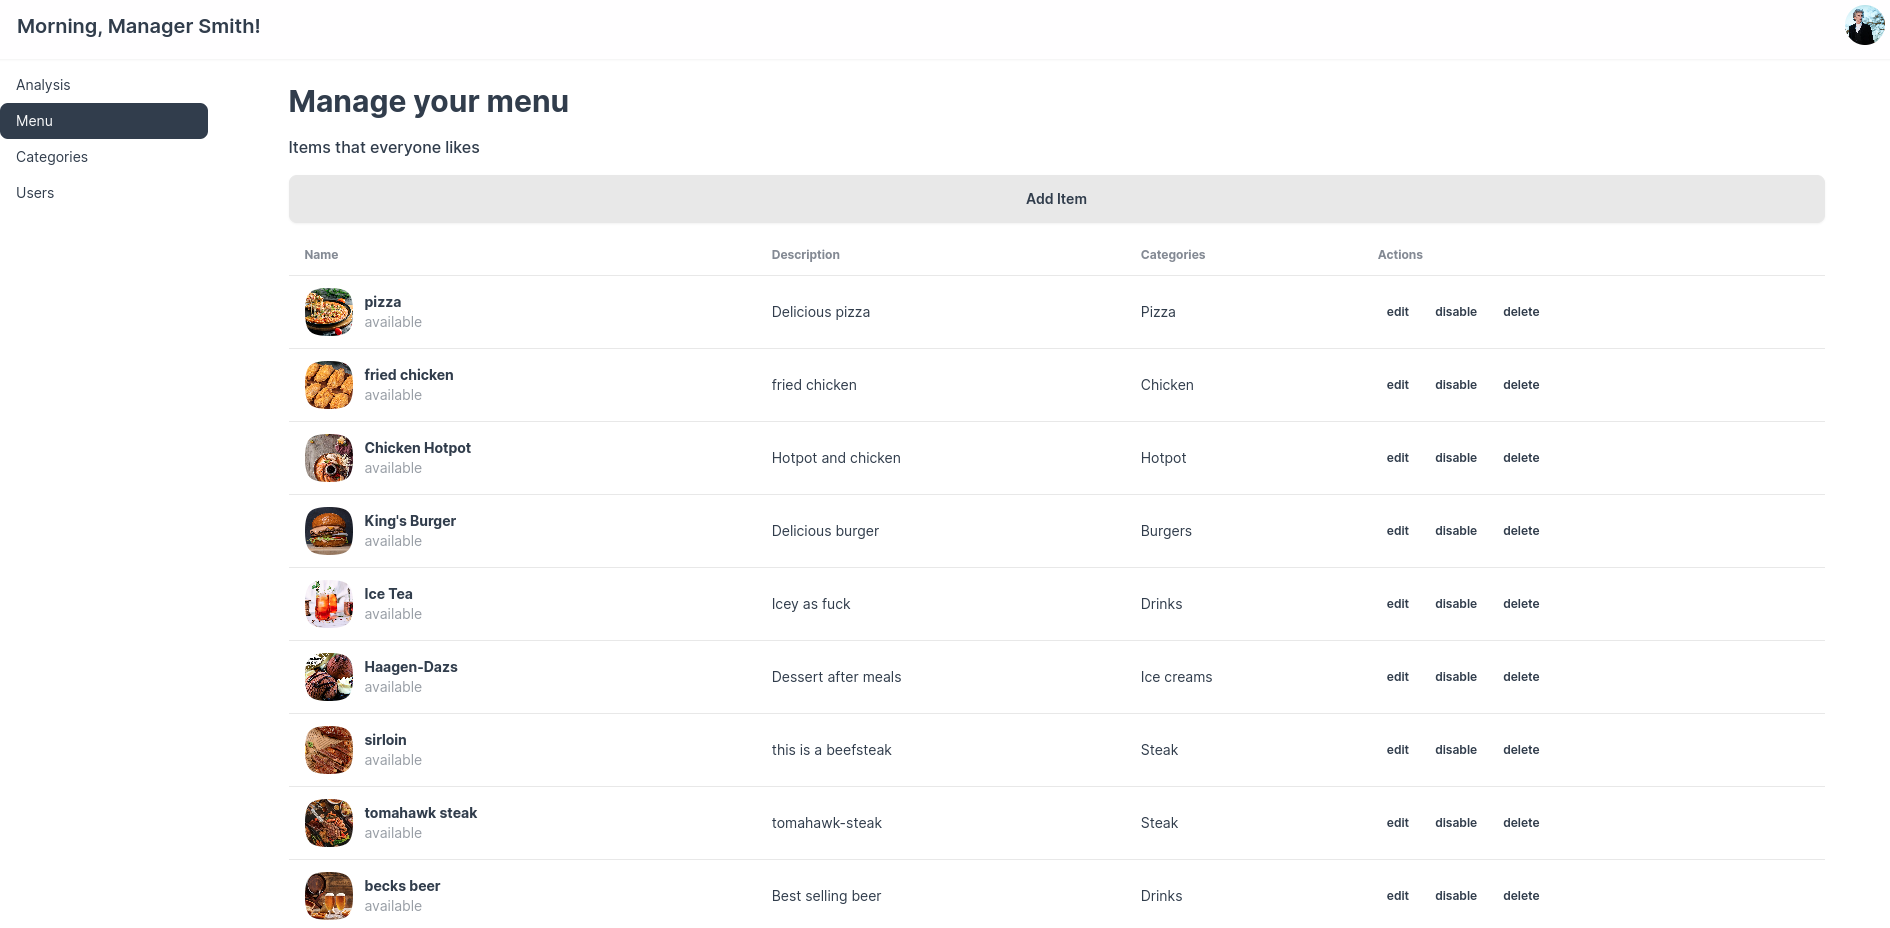 Morning, Manager Smith!
Analysis
Menu
Categories
Users
Manage your menu
Items that everyone likes
Add Item
Name Description Categories Actions
pizza
available
Delicious pizza Pizza edit disable delete
fried chicken
available
fried chicken Chicken edit disable delete
Chicken Hotpot
available
Hotpot and chicken Hotpot edit disable delete
King's Burger
available
Delicious burger Burgers edit disable delete
Ice Tea
available
Icey as fuck Drinks edit disable delete
Haagen-Dazs
available
Dessert after meals Ice creams edit disable delete
sirloin
available
this is a beefsteak Steak edit disable delete
tomahawk steak
available
tomahawk-steak Steak edit disable delete
becks beer
available
Best selling beer Drinks edit disable delete